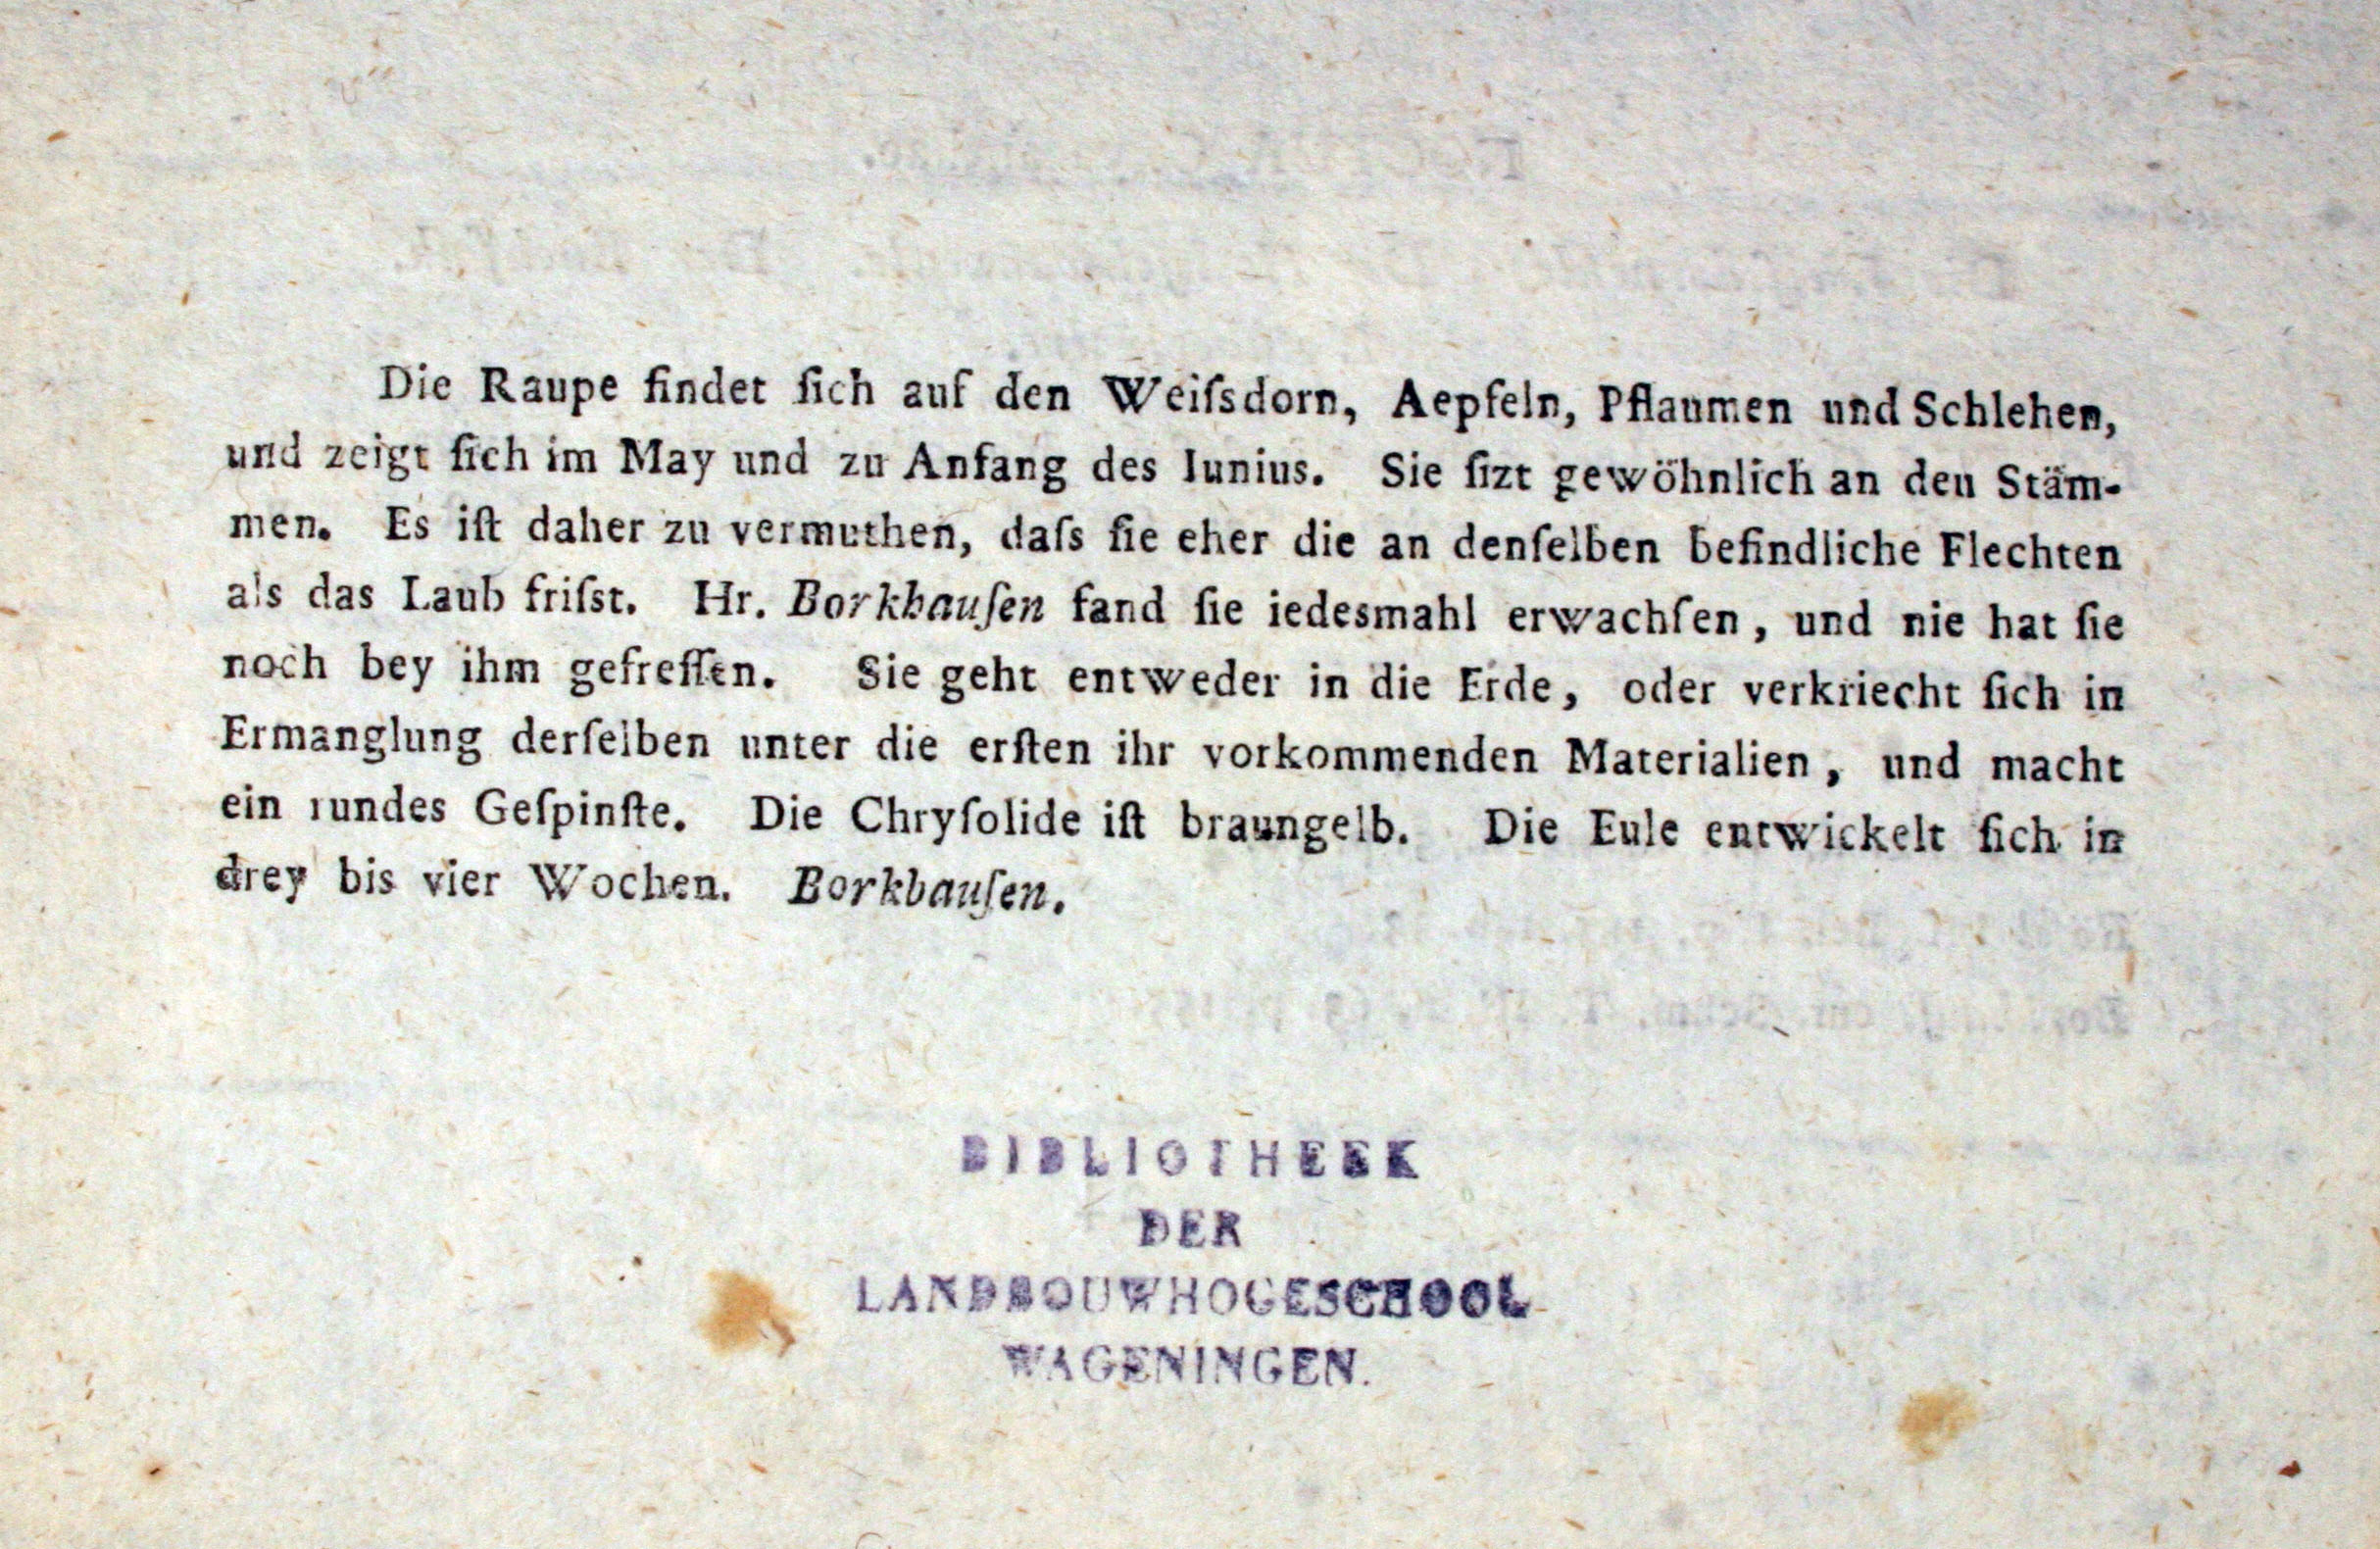 Die Raupe findet ſich auf den Weiſsdorn, Aepfeln, Pflaumen und Schlehen,
und zeigt ſich im May und zu Anfang des Iunius. Sie ſizt gewöhnlich an den Stäm-
men. Es iſt daher zu vermuthen, daſs ſie eher die an denſelben befindliche Flechten
als das Laub friſst. Hr. Borkhauſen fand ſie iedesmahl erwachſen, und nie hat ſie
noch bey ihm gefreſſen. Sie geht entweder in die Erde, oder verkriecht ſich in
Ermanglung derſelben unter die erſten ihr vorkommenden Materialien, und macht
ein rundes Geſpinſte. Die Chryſolide iſt braungelb. Die Eule entwickelt ſich in
drey bis vier Wochen. Borkhauſen.
BIBLIOTHEEK
DER
LANDBOUWHOGESCHOOL
WAGENINGEN.